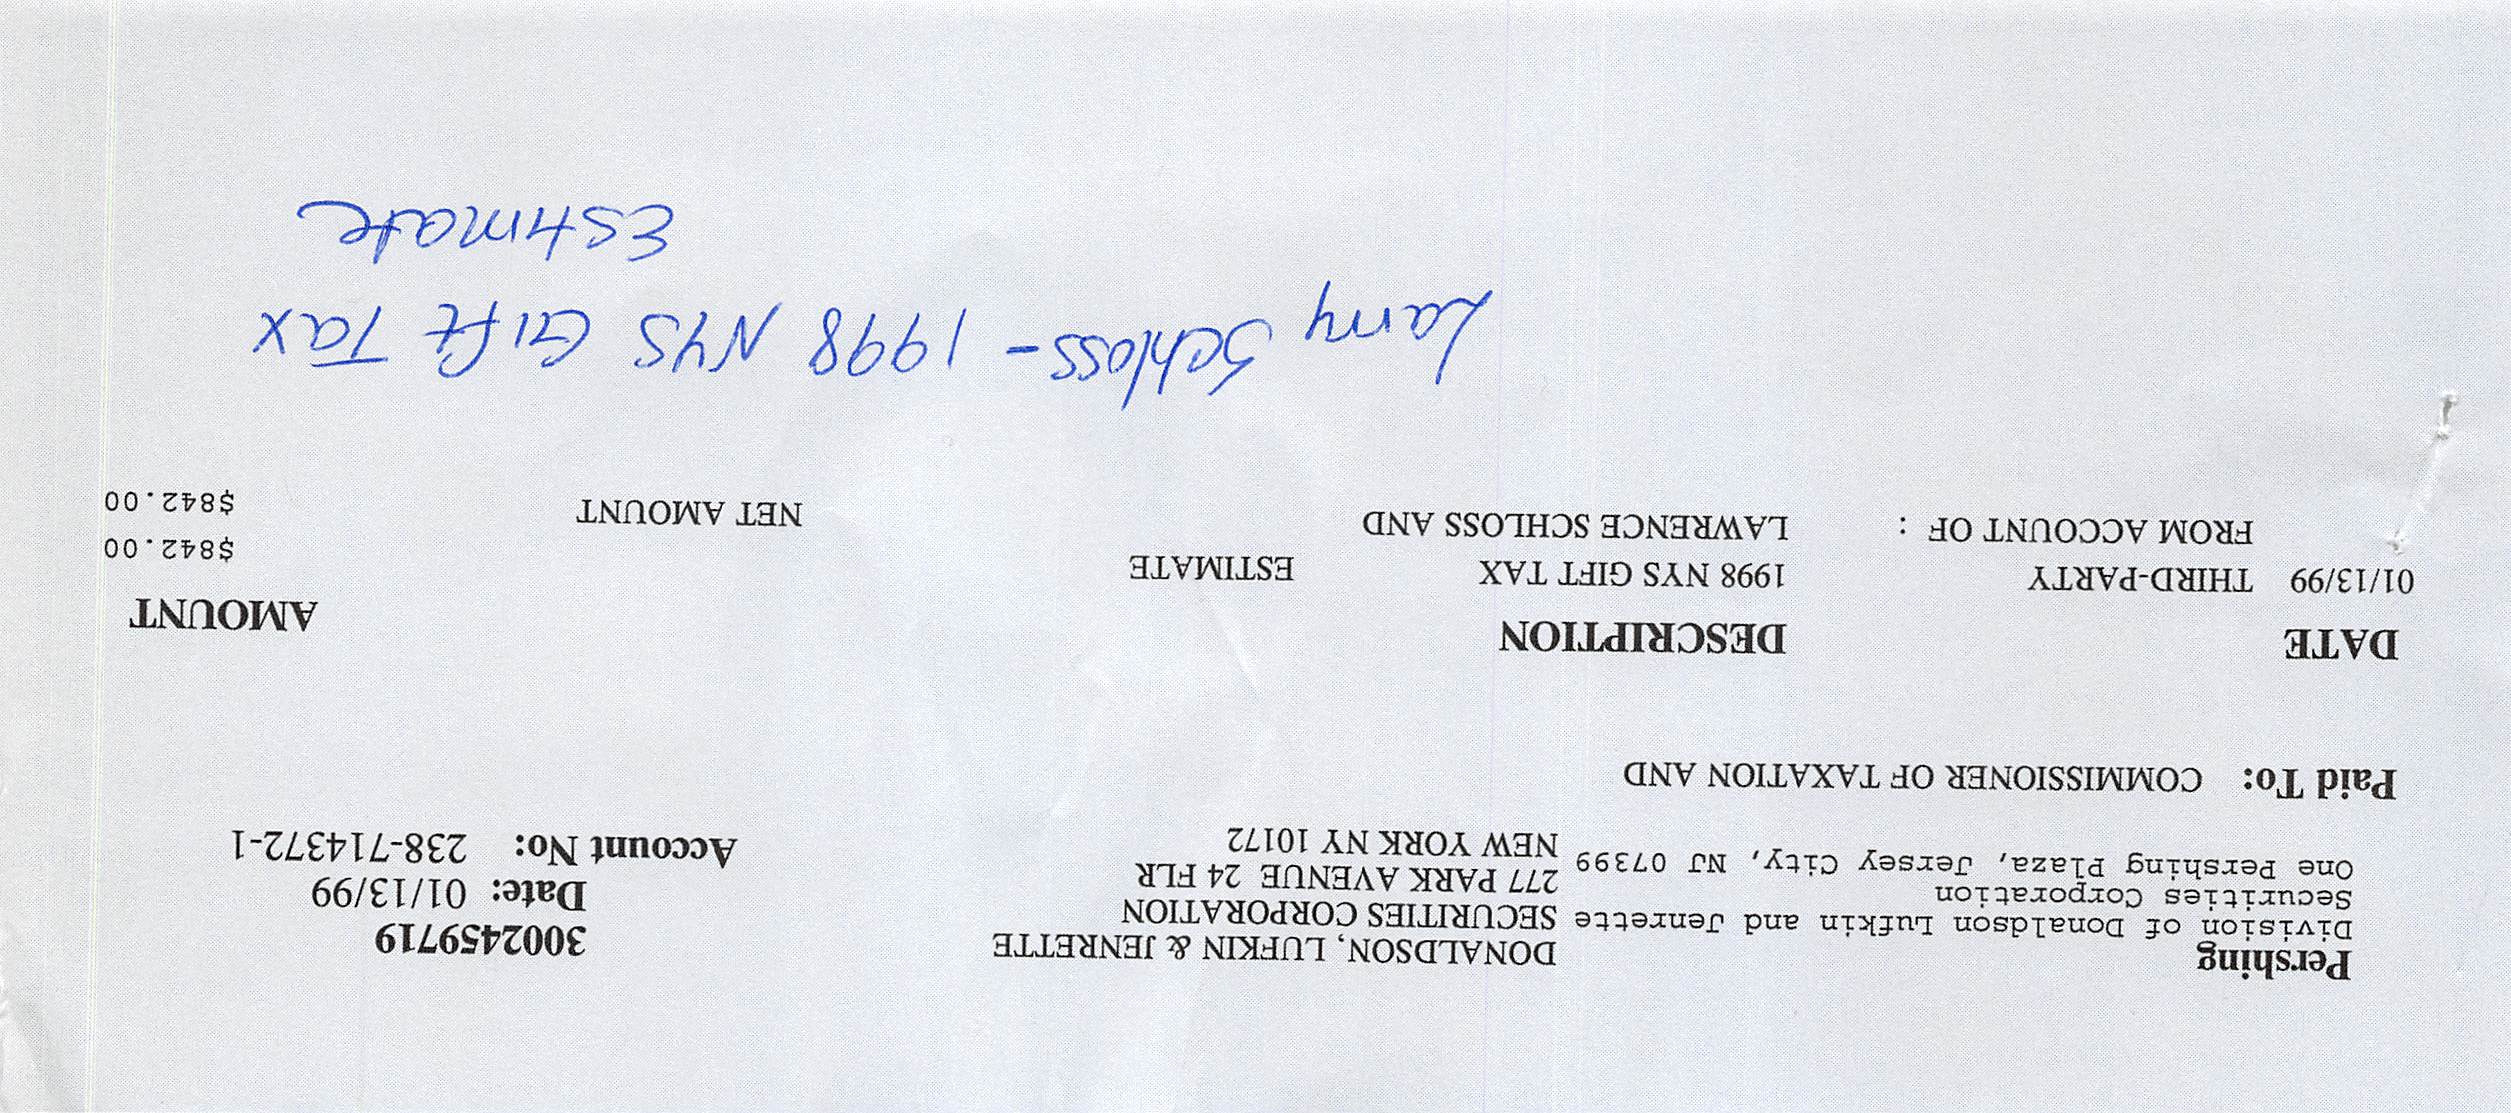 Pershing
Division of Donaldson Lufkin and Jenrette
Securities Corporation
One Pershing Plaza, Jersey City, NJ 07399
DONALDSON, LUFKIN & JENRETTE
SECURITIES CORPORATION
277 PARK AVENUE 24 FLR
NEW YORK NY 10172
3002459719
Date: 01/13/99
Account No: 238-714372-1
Paid To: COMMISSIONER OF TAXATION AND
DATE DESCRIPTION AMOUNT
01/13/99 THIRD-PARTY 1998 NYS GIFT TAX ESTIMATE $842.00
FROM ACCOUNT OF : LAWRENCE SCHLOSS AND NET AMOUNT $842.00
Larry Schloss - 1998 NYS Gift Tax
Estimate